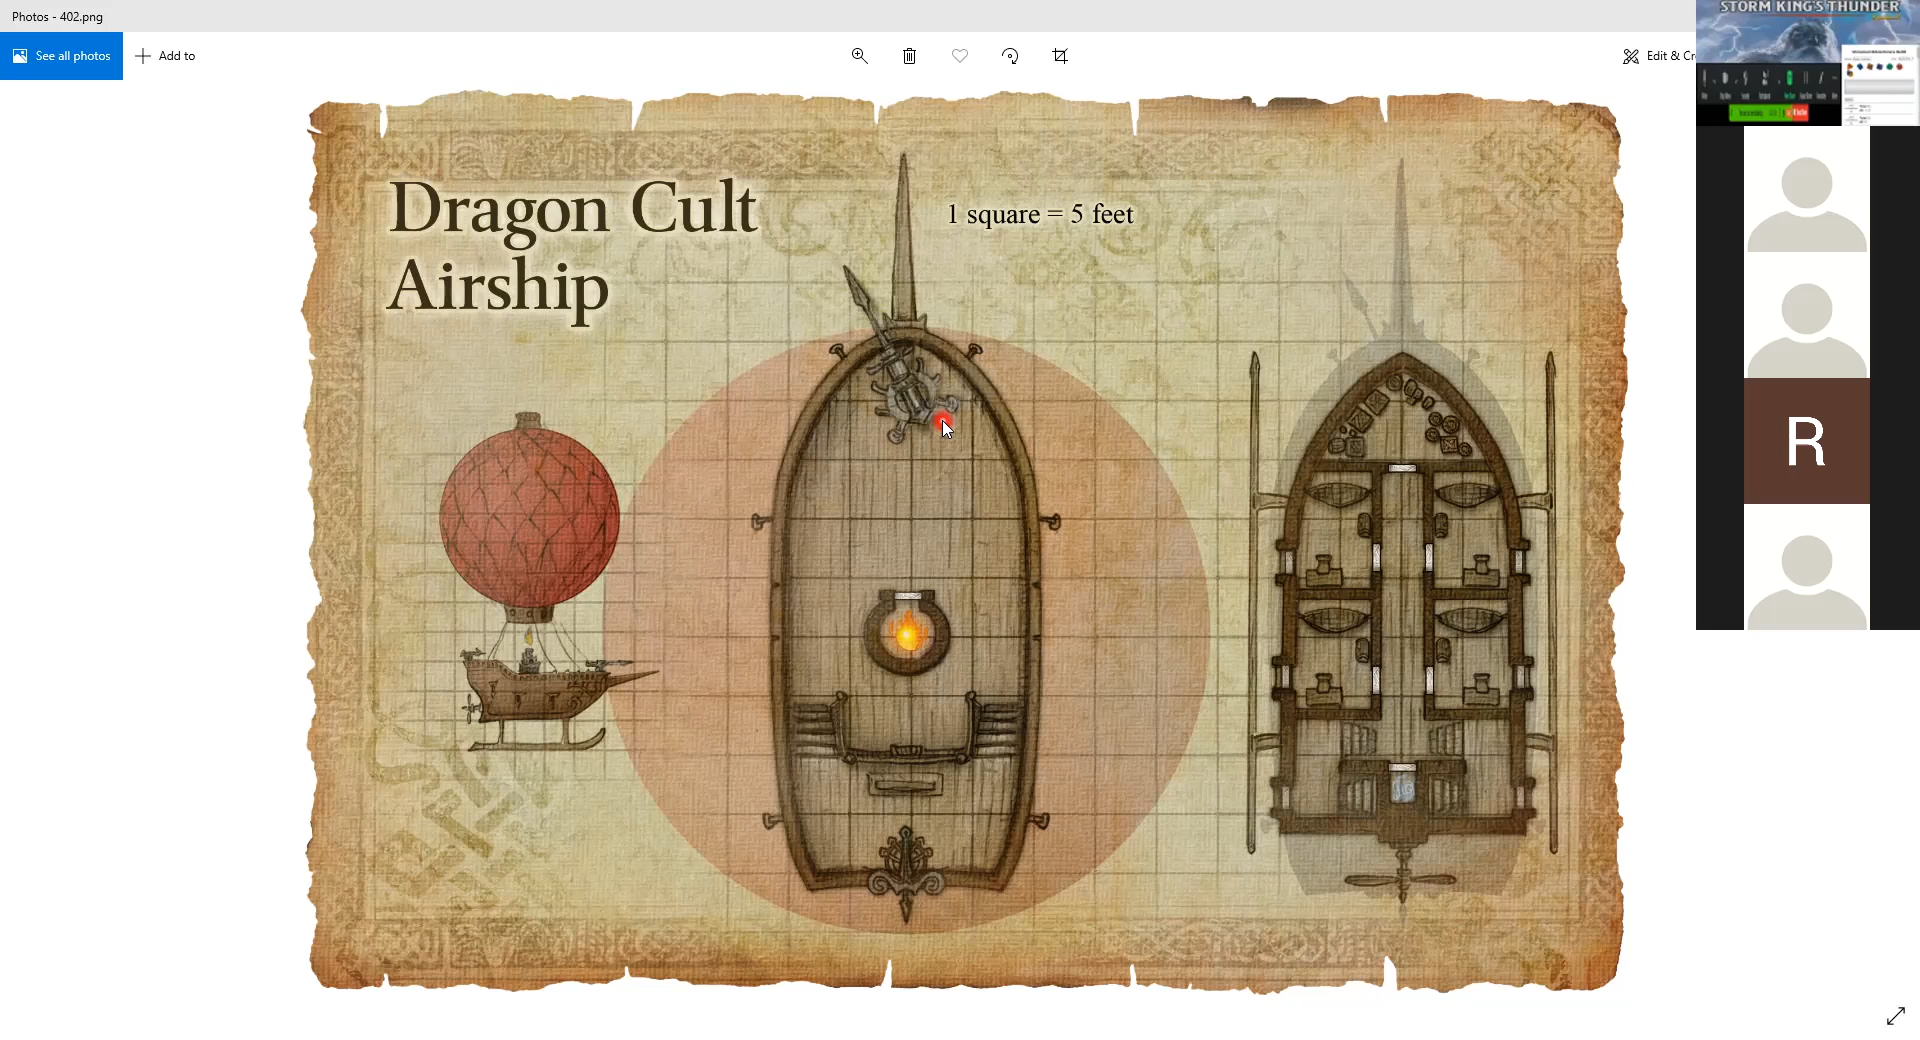 Photos - 402.png
See all photos
Add to
Edit & Cr
STORM KING'S THUNDER
Dragon Cult
Airship
1 square = 5 feet
R